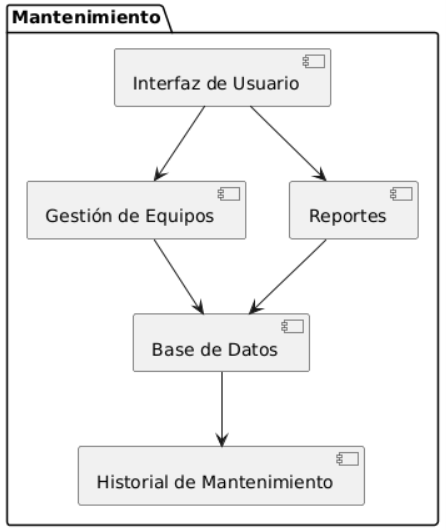 Mantenimiento
Interfaz de Usuario
Gestión de Equipos
Reportes
Base de Datos
Historial de Mantenimiento